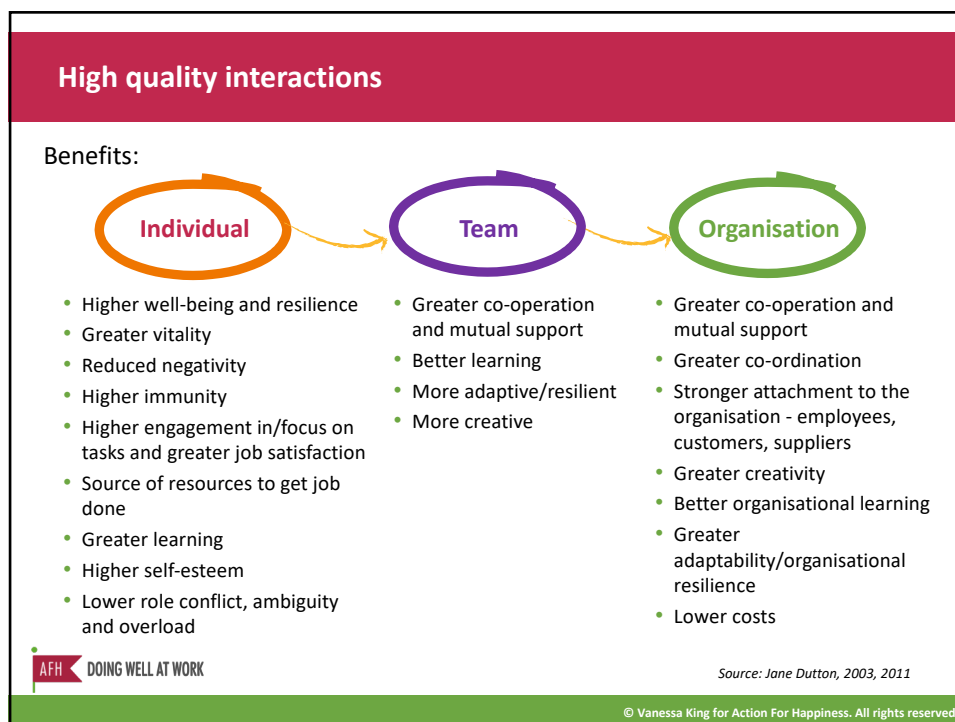 High quality interactions
Benefits:
Individual
Team
Organisation
• Higher well-being and resilience
• Greater vitality
• Reduced negativity
• Higher immunity
• Higher engagement in/focus on
tasks and greater job satisfaction
• Source of resources to get job
done
• Greater learning
• Higher self-esteem
• Lower role conflict, ambiguity
and overload
• Greater co-operation
and mutual support
• Better learning
• More adaptive/resilient
• More creative
• Greater co-operation and
mutual support
• Greater co-ordination
• Stronger attachment to the
organisation - employees,
customers, suppliers
• Greater creativity
• Better organisational learning
• Greater
adaptability/organisational
resilience
• Lower costs
AFH DOING WELL AT WORK
Source: Jane Dutton, 2003, 2011
© Vanessa King for Action For Happiness. All rights reserved